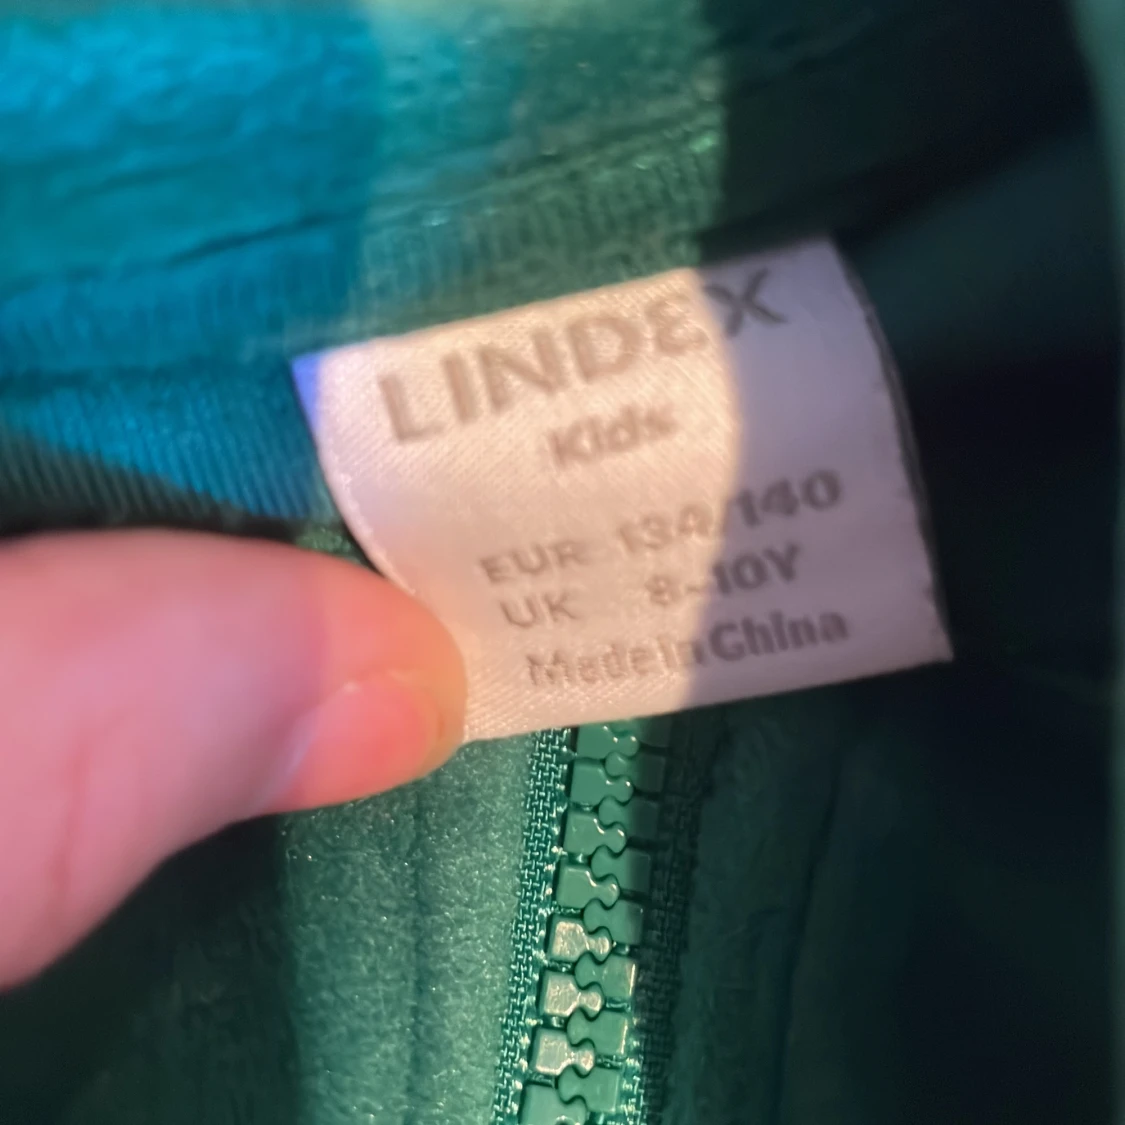 LINDEX
Kids
EUR 134/140
UK 8-10Y
Made in China